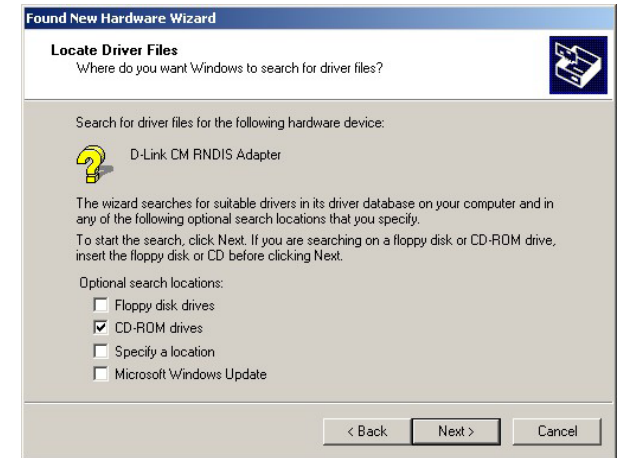 Found New Hardware Wizard
Locate Driver Files
Where do you want Windows to search for driver files?
Search for driver files for the following hardware device:
D-Link CM RNDIS Adapter
The wizard searches for suitable drivers in its driver database on your computer and in
any of the following optional search locations that you specify.
To start the search, click Next. If you are searching on a floppy disk or CD-ROM drive,
insert the floppy disk or CD before clicking Next.
Optional search locations:
Floppy disk drives
CD-ROM drives
Specify a location
Microsoft Windows Update
< Back
Next >
Cancel